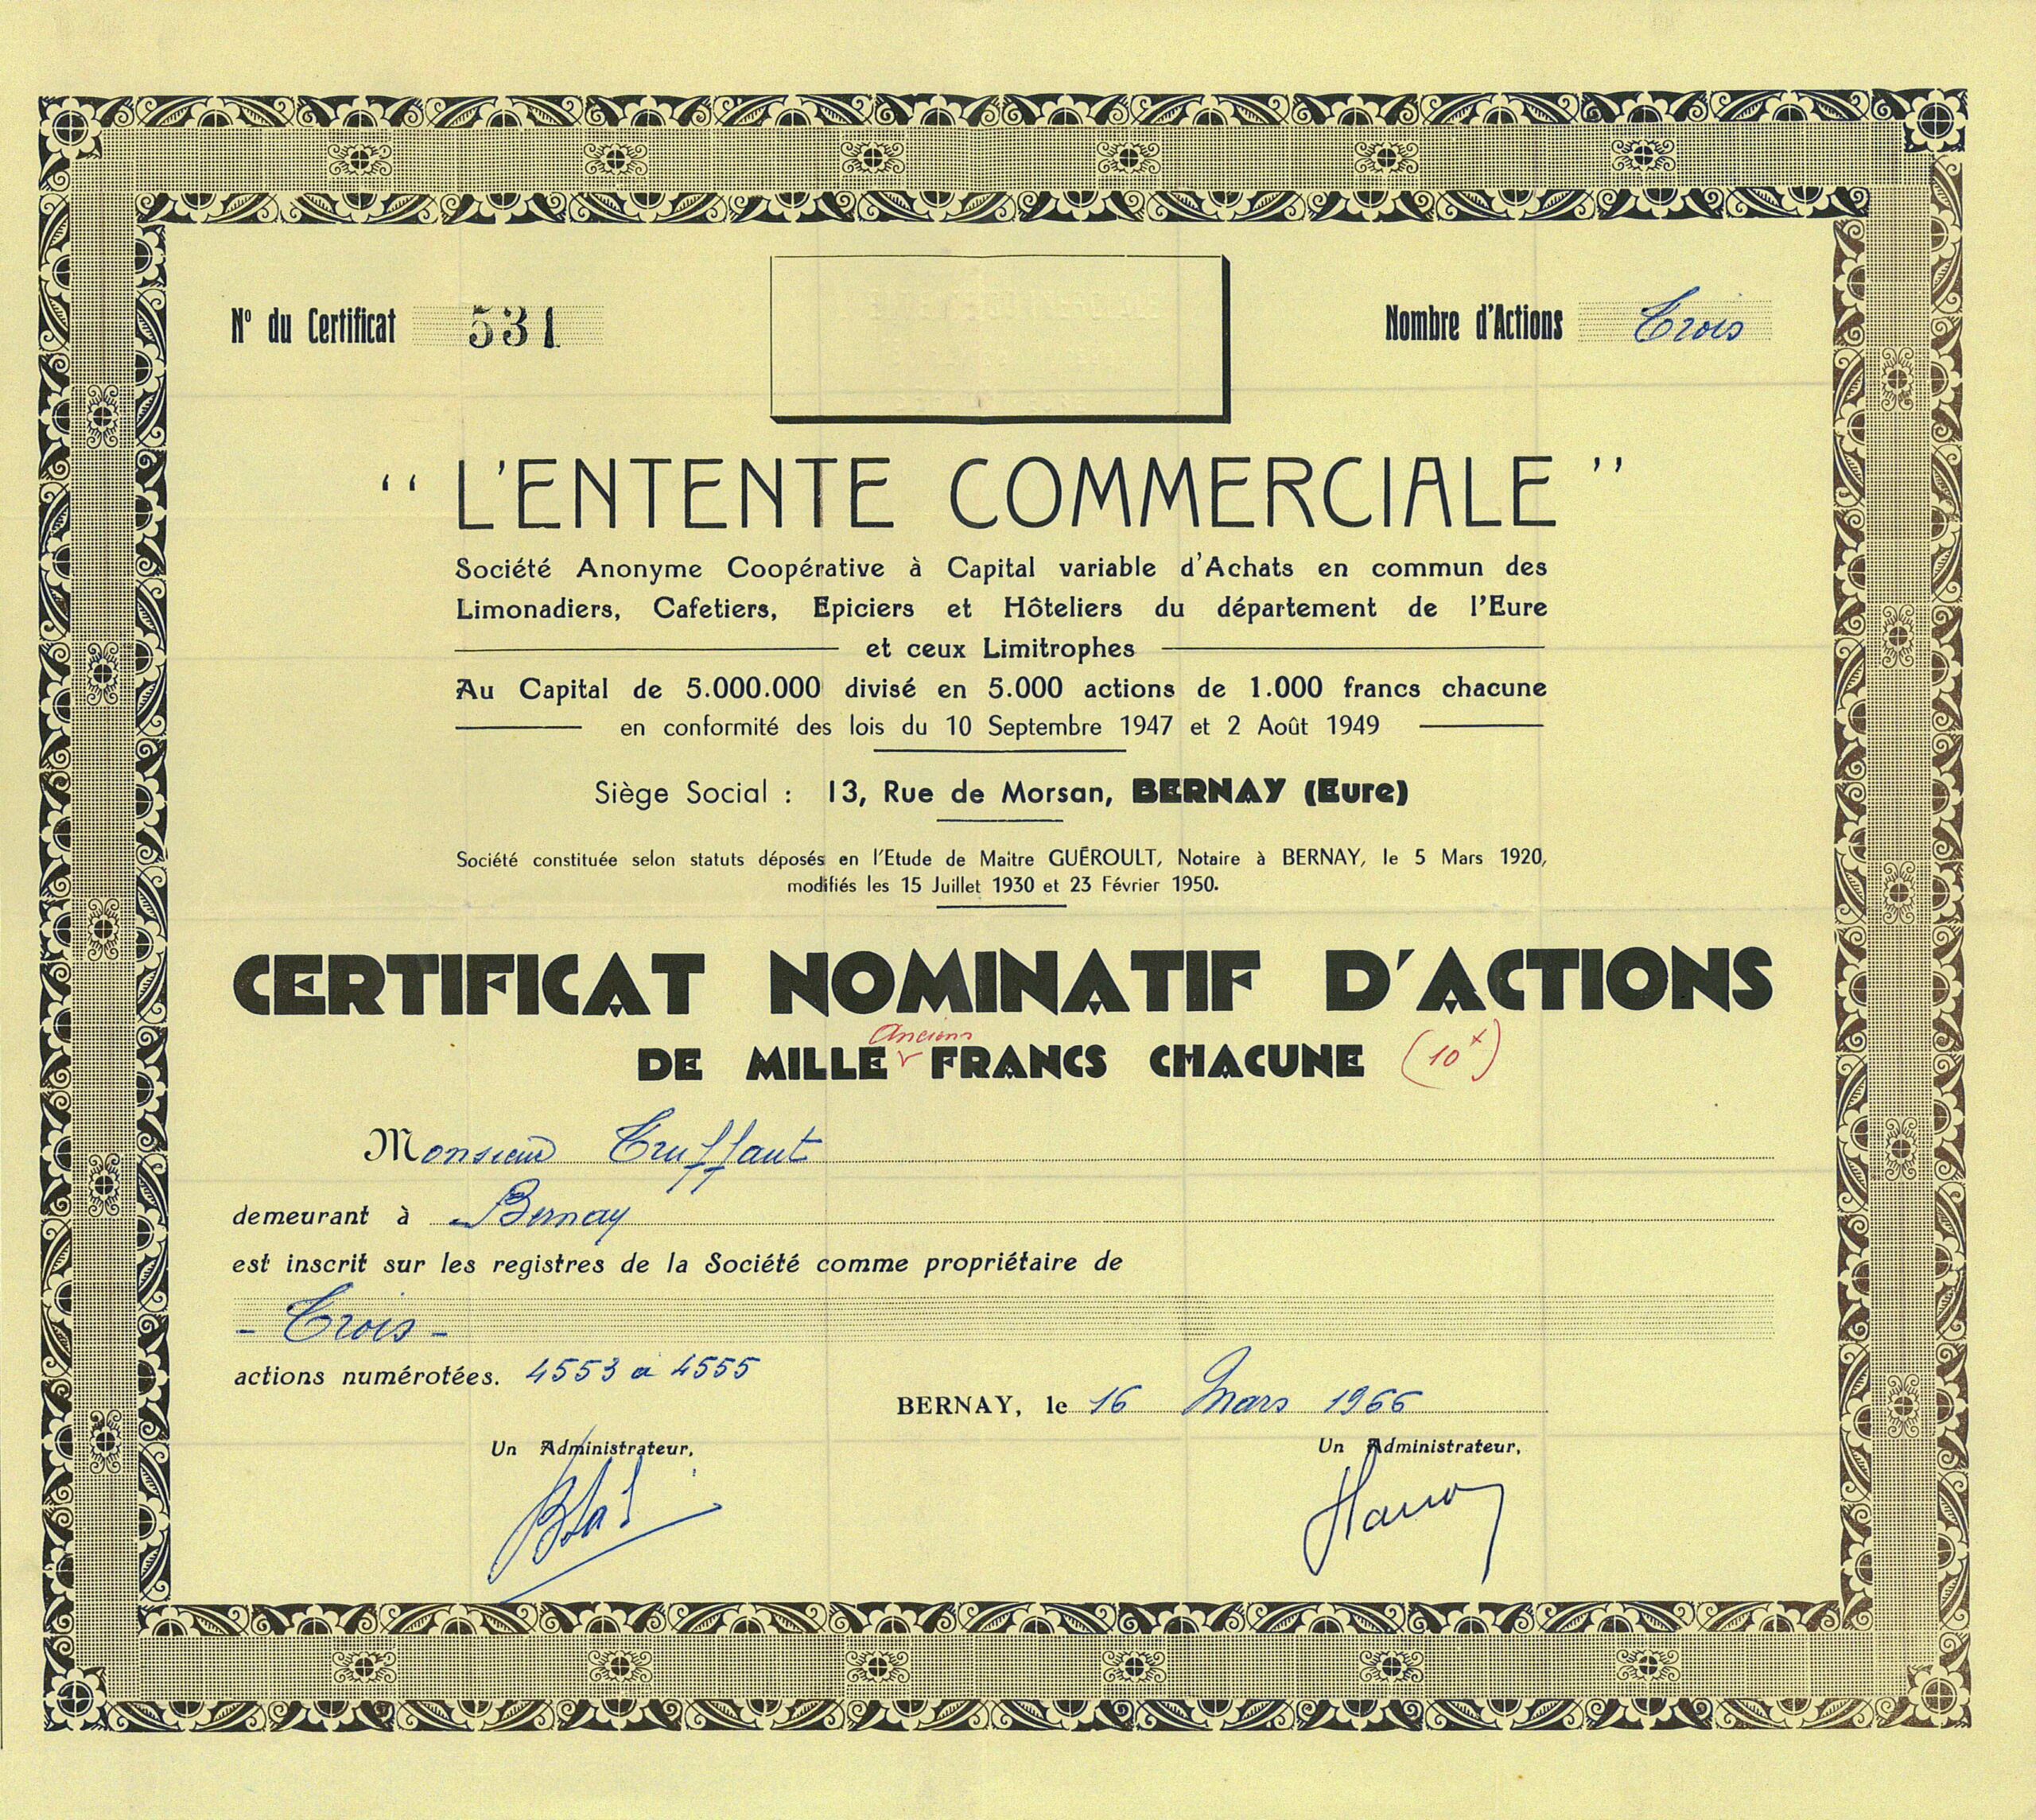 N° du Certificat 531
Nombre d'Actions Trois
" L'ENTENTE COMMERCIALE "
Société Anonyme Coopérative à Capital variable d'Achats en commun des
Limonadiers, Cafetiers, Epiciers et Hôteliers du département de l'Eure
et ceux Limitrophes
Au Capital de 5.000.000 divisé en 5.000 actions de 1.000 francs chacune
en conformité des lois du 10 Septembre 1947 et 2 Août 1949
Siège Social : 13, Rue de Morsan, BERNAY (Eure)
Société constituée selon statuts déposés en l'Etude de Maitre GUÉROULT, Notaire à BERNAY, le 5 Mars 1920,
modifiés les 15 Juillet 1930 et 23 Février 1950.
CERTIFICAT NOMINATIF D'ACTIONS
Anciens
DE MILLE FRANCS CHACUNE (10 )
Monsieur Truffaut
demeurant à Bernay
est inscrit sur les registres de la Société comme propriétaire de
- Trois -
actions numérotées. 4553 à 4555
BERNAY, le 16 Mars 1966
Un Administrateur,
Un Administrateur,